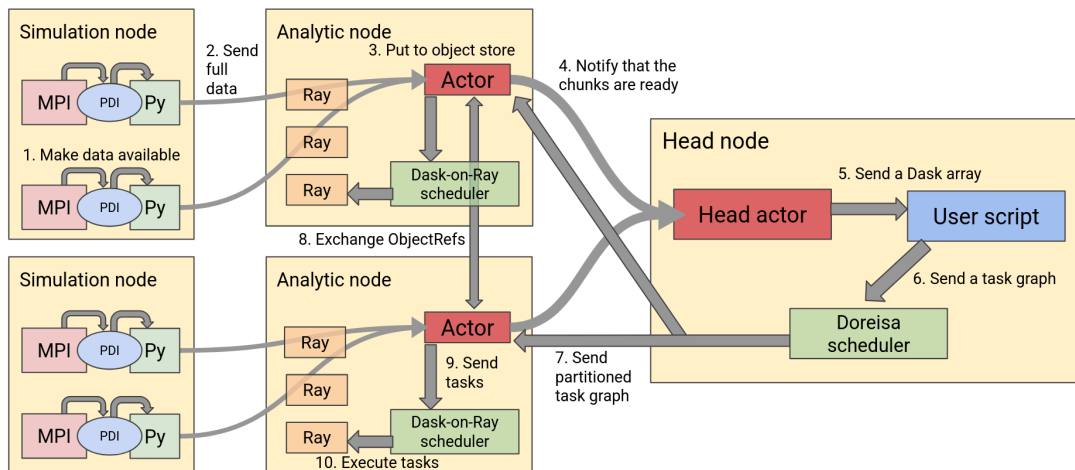 Simulation node
MPI
PDI
Py
1. Make data available
MPI
PDI
Py
2. Send
full
data
Analytic node
3. Put to object store
Actor
Ray
Ray
Ray
Dask-on-Ray
scheduler
4. Notify that the
chunks are ready
Head node
5. Send a Dask array
Head actor
User script
6. Send a task graph
Doreisa
scheduler
7. Send
partitioned
task graph
8. Exchange ObjectRefs
Simulation node
MPI
PDI
Py
MPI
PDI
Py
Analytic node
Actor
Ray
Ray
Ray
9. Send
tasks
Dask-on-Ray
scheduler
10. Execute tasks